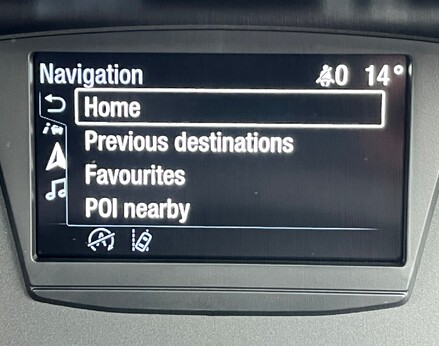 Navigation 0 14°
Home
Previous destinations
Favourites
POI nearby